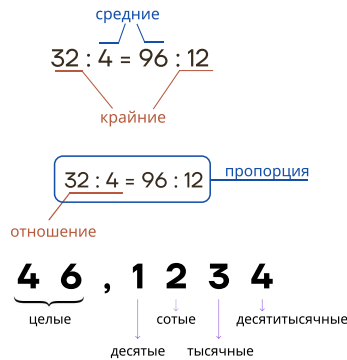 средние
32 : 4 = 96 : 12
крайние
32 : 4 = 96 : 12
пропорция
отношение
4 6 , 1 2 3 4
целые сотые десятитысячные
десятые тысячные